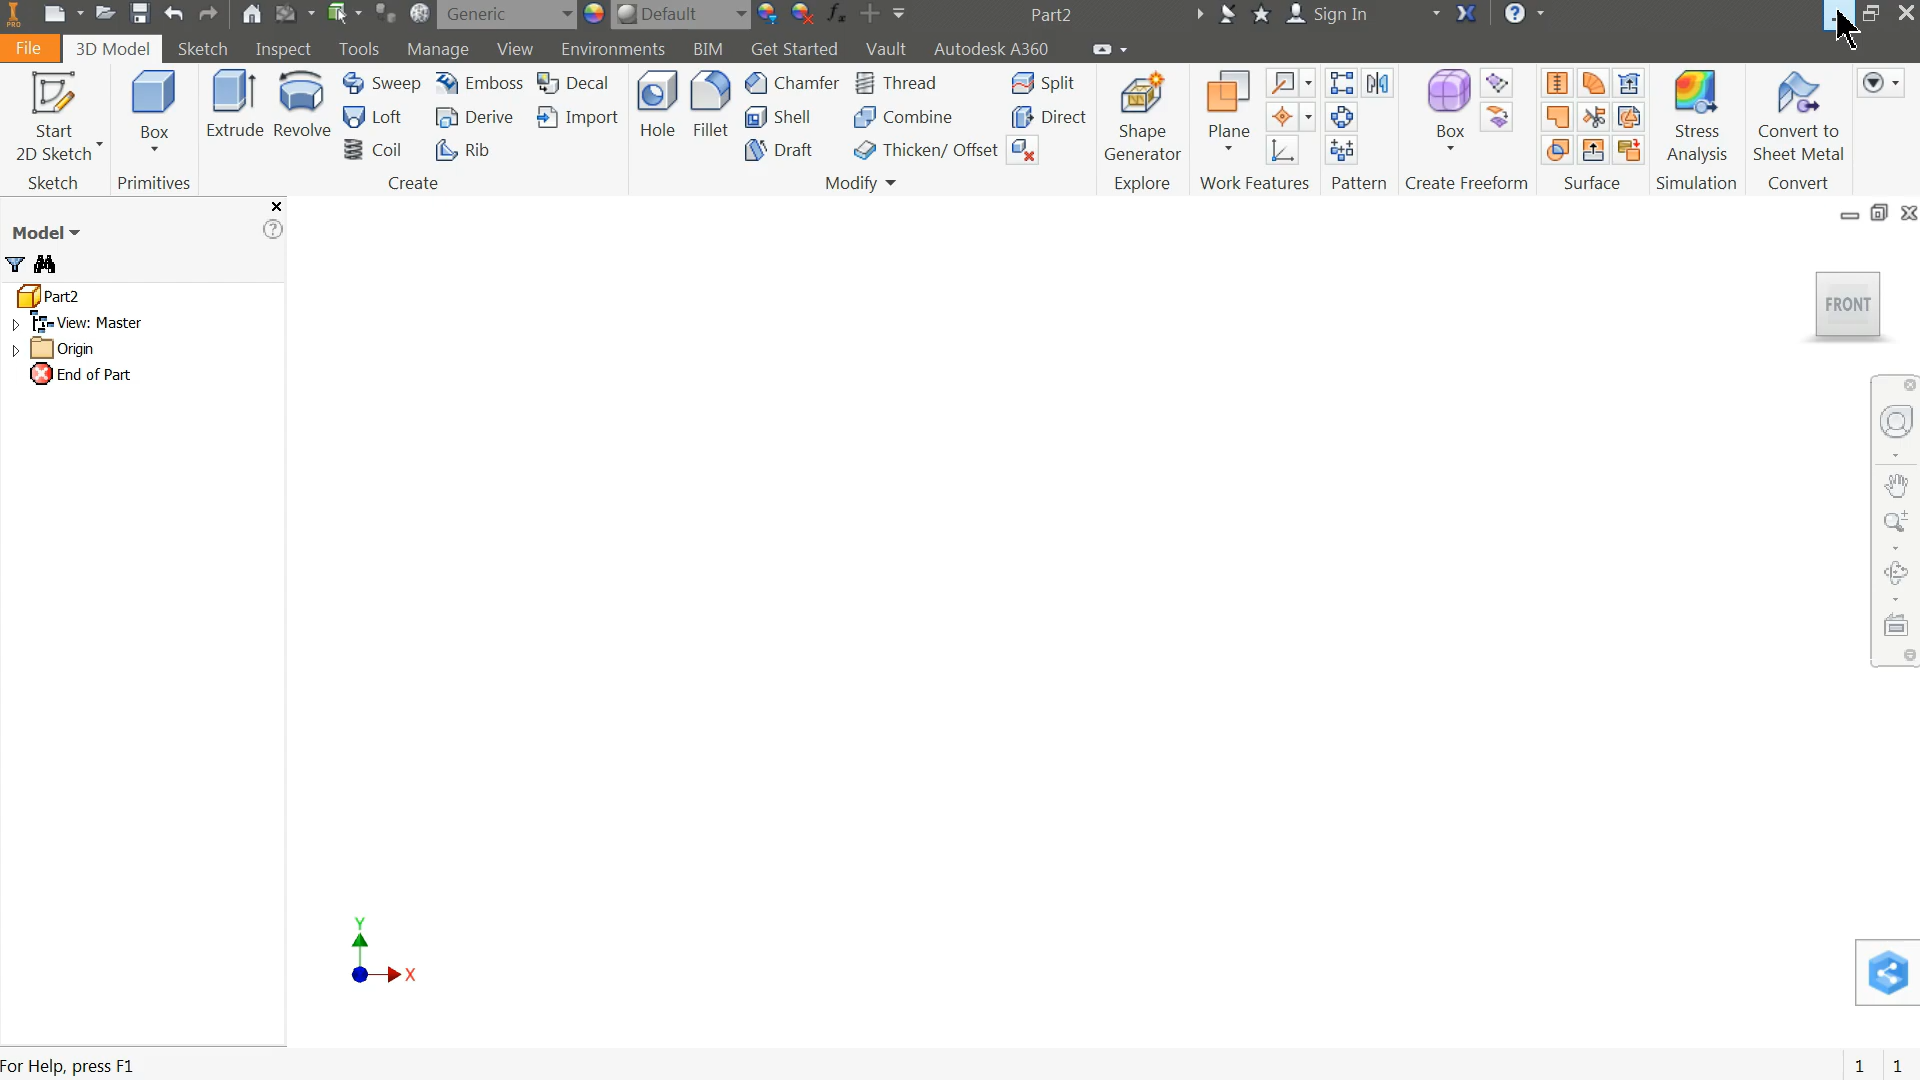 PRO
Generic
Default
Part2
Sign In
File
3D Model
Sketch
Inspect
Tools
Manage
View
Environments
BIM
Get Started
Vault
Autodesk A360
Start
2D Sketch
Sketch
Box
Primitives
Extrude
Revolve
Sweep
Emboss
Decal
Loft
Derive
Import
Coil
Rib
Create
Hole
Fillet
Chamfer
Thread
Split
Shell
Combine
Direct
Draft
Thicken/ Offset
Modify
Shape
Generator
Explore
Plane
Work Features
Pattern
Box
Create Freeform
Surface
Stress
Analysis
Simulation
Convert to
Sheet Metal
Convert
Model
Part2
View: Master
Origin
End of Part
FRONT
Y
X
For Help, press F1
1
1